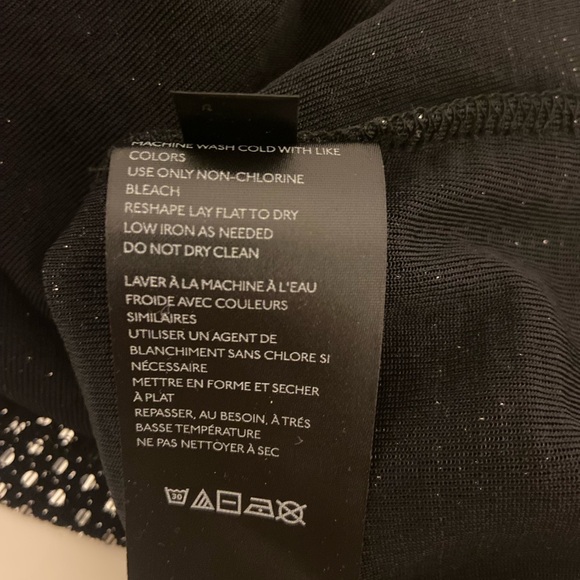 MACHINE WASH COLD WITH LIKE
COLORS
USE ONLY NON-CHLORINE
BLEACH
RESHAPE LAY FLAT TO DRY
LOW IRON AS NEEDED
DO NOT DRY CLEAN
LAVER À LA MACHINE À L'EAU
FROIDE AVEC COULEURS
SIMILAIRES
UTILISER UN AGENT DE
BLANCHIMENT SANS CHLORE SI
NÉCESSAIRE
METTRE EN FORME ET SECHER
À PLAT
REPASSER, AU BESOIN, À TRÉS
BASSE TEMPÉRATURE
NE PAS NETTOYER À SEC
30